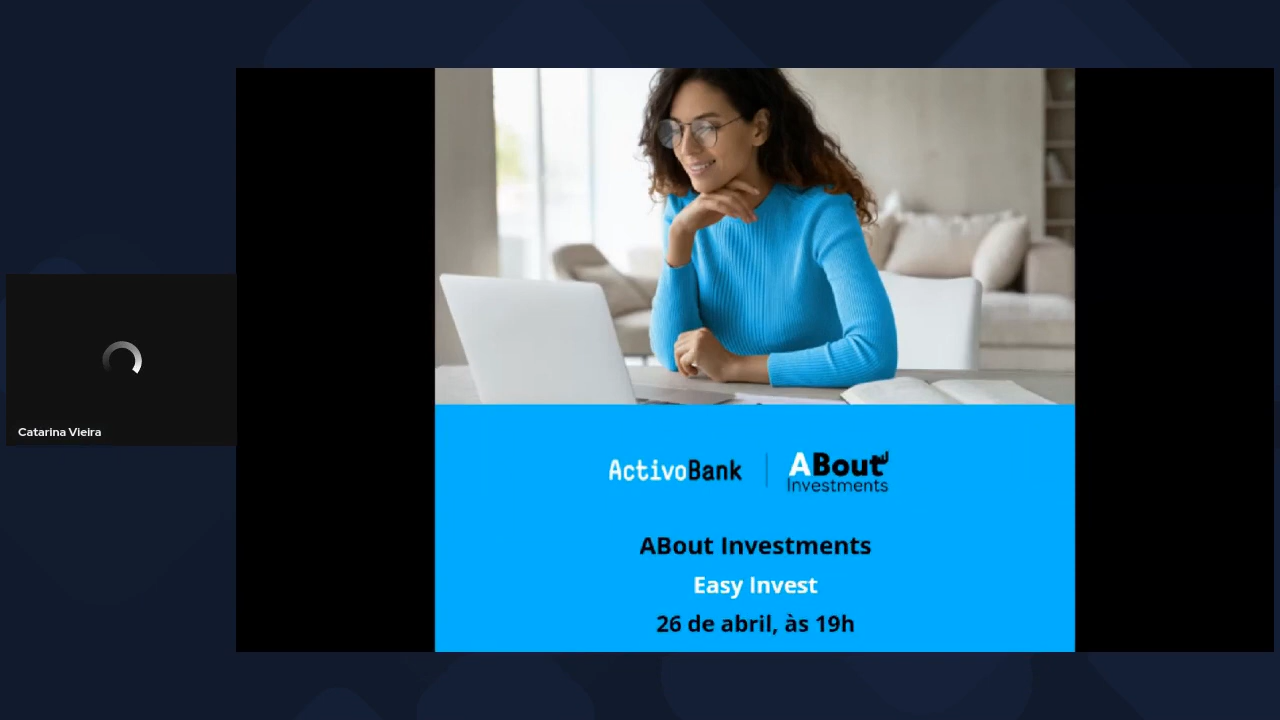 Catarina Vieira
ActivoBank
ABout
Investments
ABout Investments
Easy Invest
26 de abril, às 19h